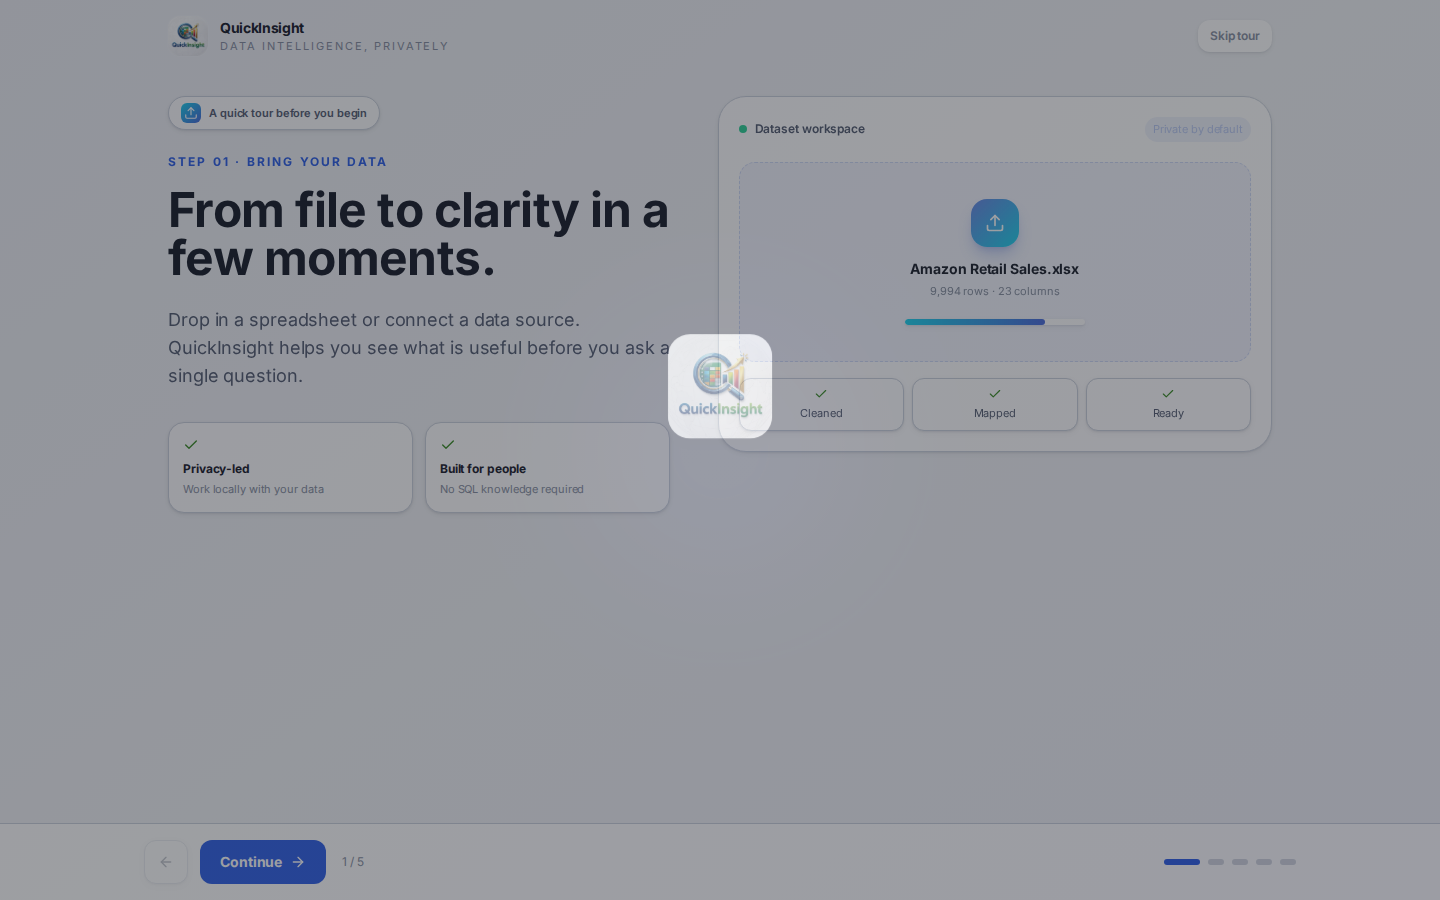 QuickInsight
QuickInsight
DATA INTELLIGENCE, PRIVATELY
Skip tour
A quick tour before you begin
STEP 01 · BRING YOUR DATA
From file to clarity in a
few moments.
Drop in a spreadsheet or connect a data source.
QuickInsight helps you see what is useful before you ask a
single question.
Privacy-led
Work locally with your data
Built for people
No SQL knowledge required
Dataset workspace
Private by default
Amazon Retail Sales.xlsx
9,994 rows · 23 columns
QuickInsight
Cleaned
Mapped
Ready
Continue
1 / 5